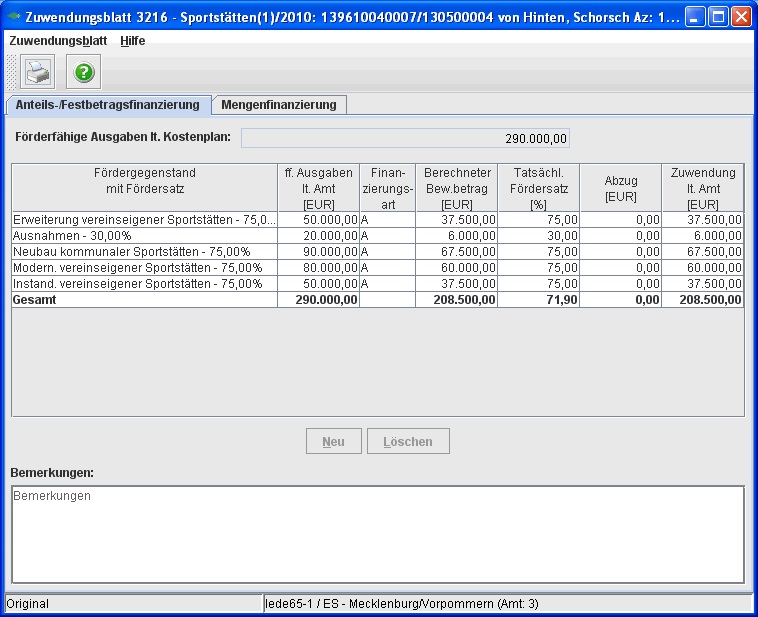 Zuwendungsblatt 3216 - Sportstätten(1)/2010: 139610040007/130500004 von Hinten, Schorsch Az: 1...
Zuwendungsblatt Hilfe
Anteils-/Festbetragsfinanzierung Mengenfinanzierung
Förderfähige Ausgaben lt. Kostenplan: 290.000,00
Fördergegenstand mit Fördersatz
ff. Ausgaben lt. Amt [EUR]
Finan- zierungs- art
Berechneter Bew.betrag [EUR]
Tatsächl. Fördersatz [%]
Abzug [EUR]
Zuwendung lt. Amt [EUR]
Erweiterung vereinseigener Sportstätten - 75,0... 50.000,00 A 37.500,00 75,00 0,00 37.500,00
Ausnahmen - 30,00% 20.000,00 A 6.000,00 30,00 0,00 6.000,00
Neubau kommunaler Sportstätten - 75,00% 90.000,00 A 67.500,00 75,00 0,00 67.500,00
Modern. vereinseigener Sportstätten - 75,00% 80.000,00 A 60.000,00 75,00 0,00 60.000,00
Instand. vereinseigener Sportstätten - 75,00% 50.000,00 A 37.500,00 75,00 0,00 37.500,00
Gesamt 290.000,00 208.500,00 71,90 0,00 208.500,00
Neu Löschen
Bemerkungen:
Bemerkungen
Original lede65-1 / ES - Mecklenburg/Vorpommern (Amt: 3)